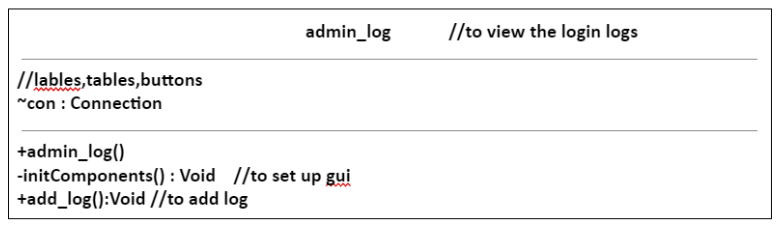 admin_log //to view the login logs
//lables,tables,buttons
~con : Connection
+admin_log()
-initComponents() : Void //to set up gui
+add_log():Void //to add log